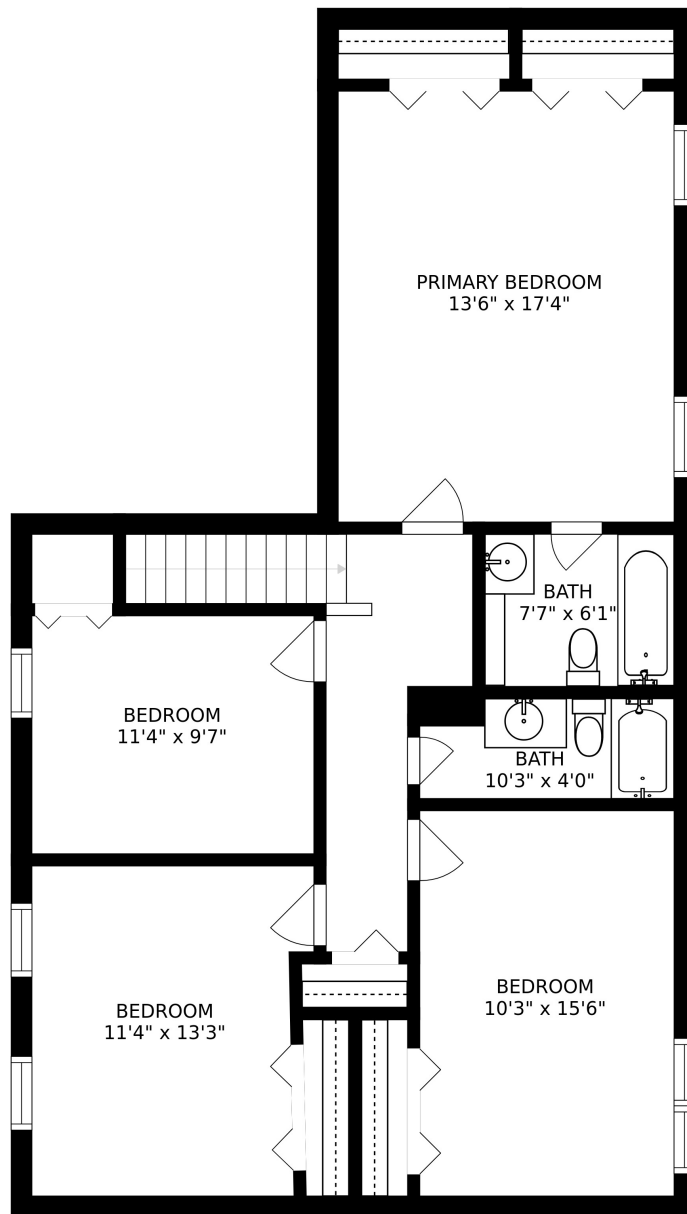 PRIMARY BEDROOM
13'6" x 17'4"
BATH
7'7" x 6'1"
BEDROOM
11'4" x 9'7"
BATH
10'3" x 4'0"
BEDROOM
10'3" x 15'6"
BEDROOM
11'4" x 13'3"